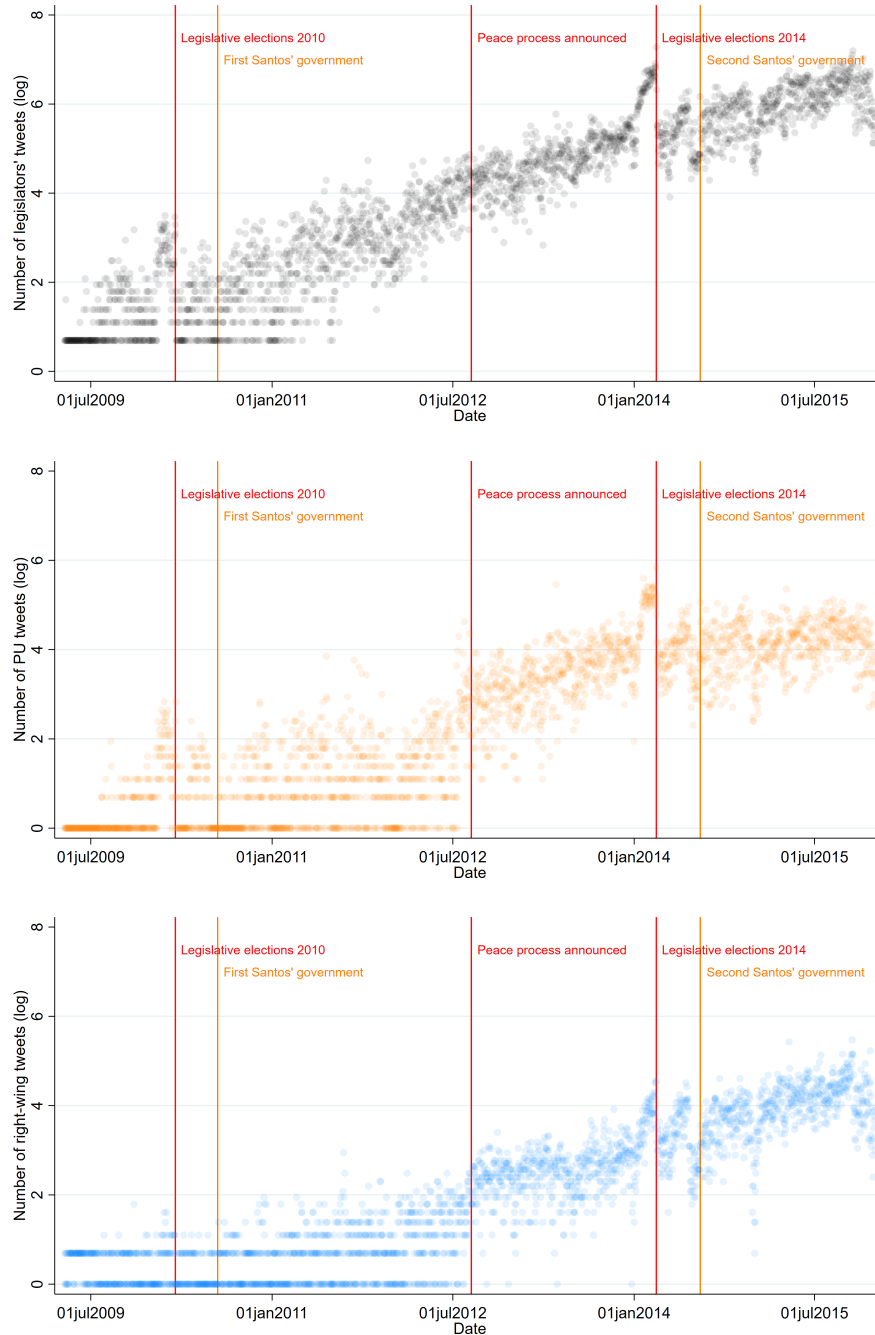 8
Legislative elections 2010
Peace process announced
Legislative elections 2014
First Santos' government
Second Santos' government
6
4
2
0
Number of legislators' tweets (log)
01jul2009
01jan2011
01jul2012
01jan2014
01jul2015
Date
8
Legislative elections 2010
Peace process announced
Legislative elections 2014
First Santos' government
Second Santos' government
6
4
2
0
Number of PU tweets (log)
01jul2009
01jan2011
01jul2012
01jan2014
01jul2015
Date
8
Legislative elections 2010
Peace process announced
Legislative elections 2014
First Santos' government
Second Santos' government
6
4
2
0
Number of right-wing tweets (log)
01jul2009
01jan2011
01jul2012
01jan2014
01jul2015
Date